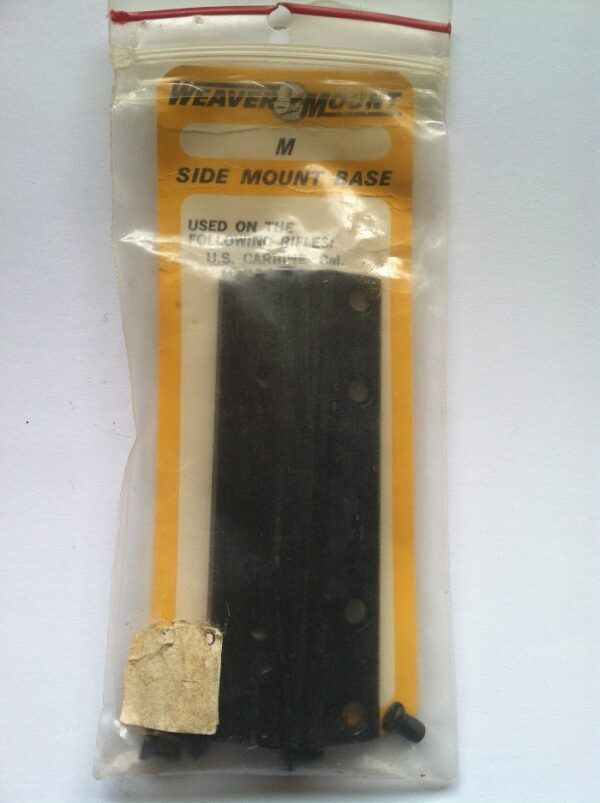 WEAVER MOUNT
M
SIDE MOUNT BASE
USED ON THE
FOLLOWING RIFLES:
U.S. CARBINE Cal.